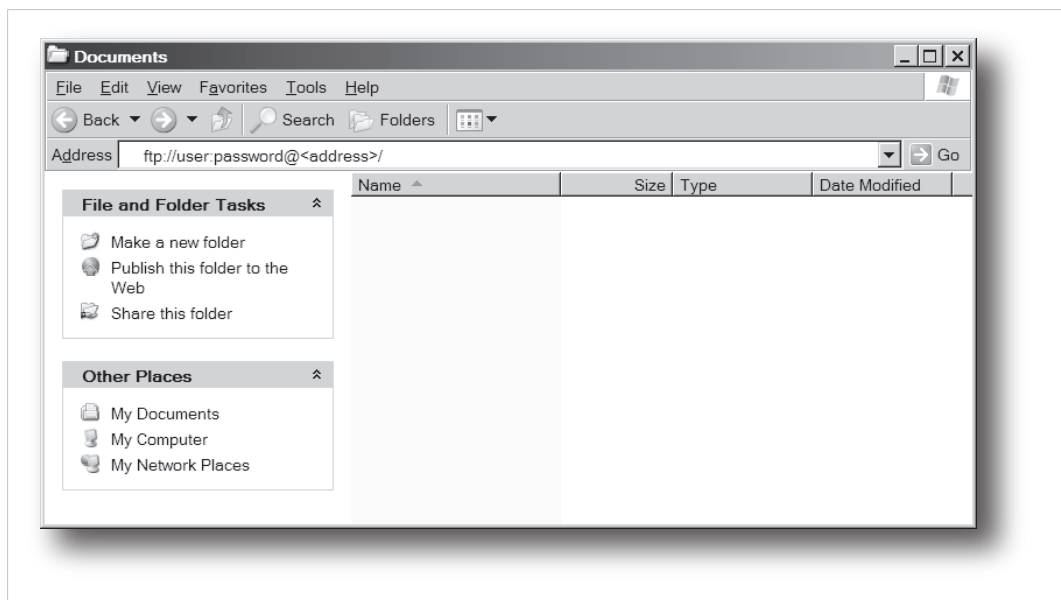 Documents
File Edit View Favorites Tools Help
Back Search Folders
Address ftp://user:password@<address>/ Go
Name Size Type Date Modified
File and Folder Tasks
Make a new folder
Publish this folder to the
Web
Share this folder
Other Places
My Documents
My Computer
My Network Places